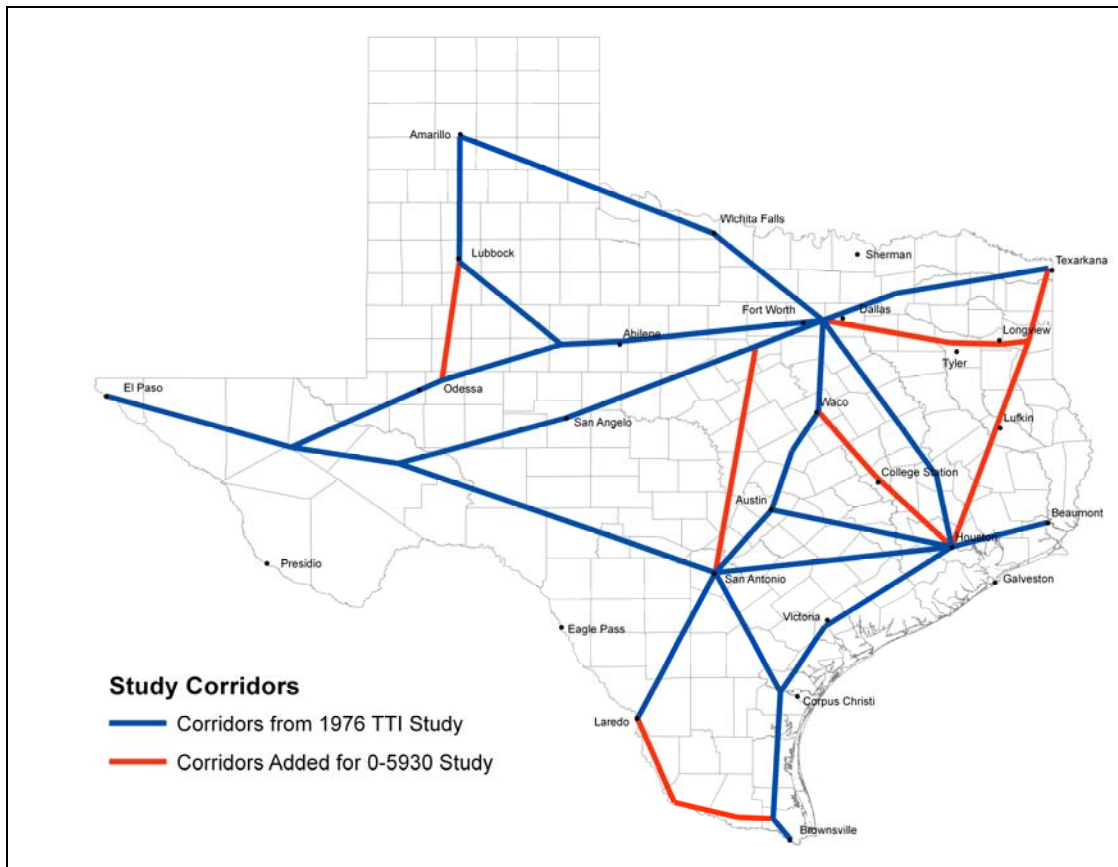 Amarillo
Wichita Falls
Sherman
Lubbock
Texarkana
Fort Worth
Dallas
Abilene
Longview
Tyler
El Paso
Odessa
Waco
San Angelo
Lufkin
College Station
Austin
Beaumont
Houston
Presidio
San Antonio
Galveston
Victoria
Eagle Pass
Study Corridors
Corpus Christi
Corridors from 1976 TTI Study
Laredo
Corridors Added for 0-5930 Study
Brownsville